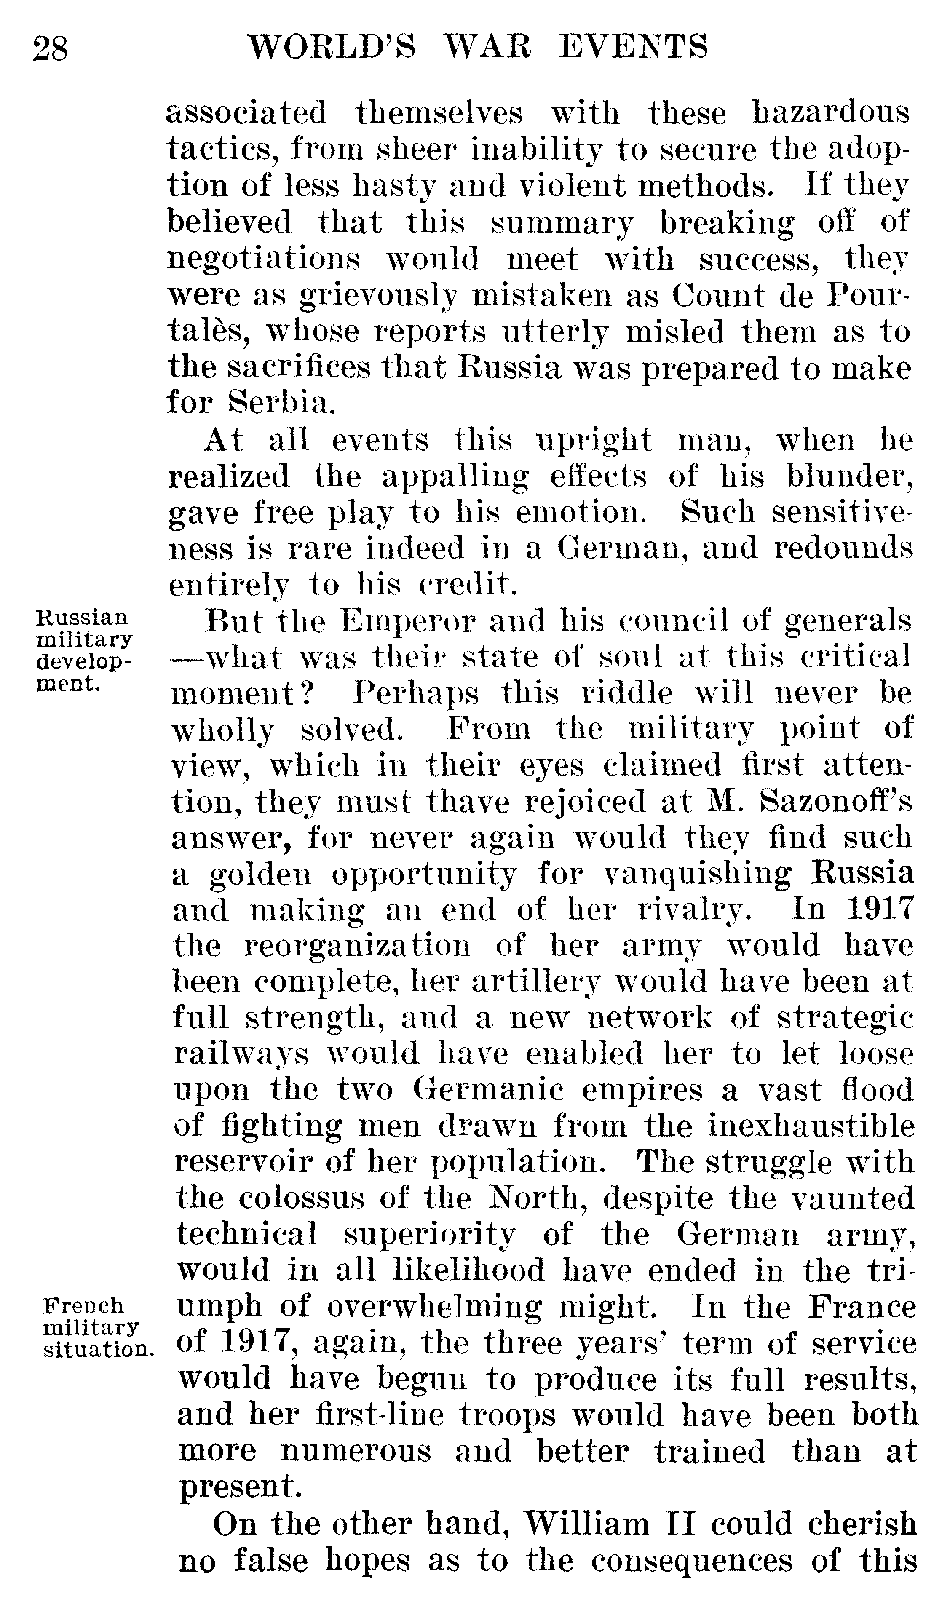 28 WORLD'S WAR EVENTS
associated themselves with these hazardous
tactics, from sheer inability to secure the adop-
tion of less hasty and violent methods. If they
believed that this summary breaking off of
negotiations would meet with success, they
were as grievously mistaken as Count de Pour-
talès, whose reports utterly misled them as to
the sacrifices that Russia was prepared to make
for Serbia.
At all events this upright man, when he
realized the appalling effects of his blunder,
gave free play to his emotion. Such sensitive-
ness is rare indeed in a German, and redounds
entirely to his credit.
Russian
military
develop-
ment.
But the Emperor and his council of generals
—what was their state of soul at this critical
moment? Perhaps this riddle will never be
wholly solved. From the military point of
view, which in their eyes claimed first atten-
tion, they must thave rejoiced at M. Sazonoff's
answer, for never again would they find such
a golden opportunity for vanquishing Russia
and making an end of her rivalry. In 1917
the reorganization of her army would have
been complete, her artillery would have been at
full strength, and a new network of strategic
railways would have enabled her to let loose
upon the two Germanic empires a vast flood
of fighting men drawn from the inexhaustible
reservoir of her population. The struggle with
the colossus of the North, despite the vaunted
technical superiority of the German army,
would in all likelihood have ended in the tri-
French
military
situation.
umph of overwhelming might. In the France
of 1917, again, the three years' term of service
would have begun to produce its full results,
and her first-line troops would have been both
more numerous and better trained than at
present.
On the other hand, William II could cherish
no false hopes as to the consequences of this